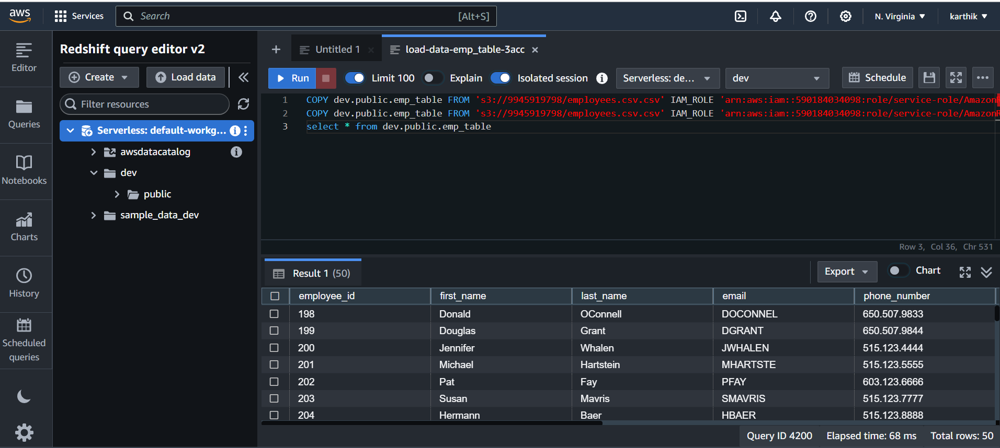 aws Services Search [Alt+S] N. Virginia karthik
Editor
Queries
Notebooks
Charts
History
Scheduled
queries
Redshift query editor v2
Create Load data
Filter resources
Serverless: default-workg...
awsdatacatalog
dev
public
sample_data_dev
+ Untitled 1 × load-data-emp_table-3acc ×
Run Limit 100 Explain Isolated session Serverless: de... dev Schedule
1 COPY dev.public.emp_table FROM 's3://9945919798/employees.csv.csv' IAM_ROLE 'arn:aws:iam::590184034098:role/service-role/Amazon
2 COPY dev.public.emp_table FROM 's3://9945919798/employees.csv.csv' IAM_ROLE 'arn:aws:iam::590184034098:role/service-role/AmazonR
3 select * from dev.public.emp_table
Row 3, Col 36, Chr 531
Result 1 (50) Export Chart
employee_id first_name last_name email phone_number
198 Donald OConnell DOCONNEL 650.507.9833
199 Douglas Grant DGRANT 650.507.9844
200 Jennifer Whalen JWHALEN 515.123.4444
201 Michael Hartstein MHARTSTE 515.123.5555
202 Pat Fay PFAY 603.123.6666
203 Susan Mavris SMAVRIS 515.123.7777
204 Hermann Baer HBAER 515.123.8888
Query ID 4200 Elapsed time: 68 ms Total rows: 50